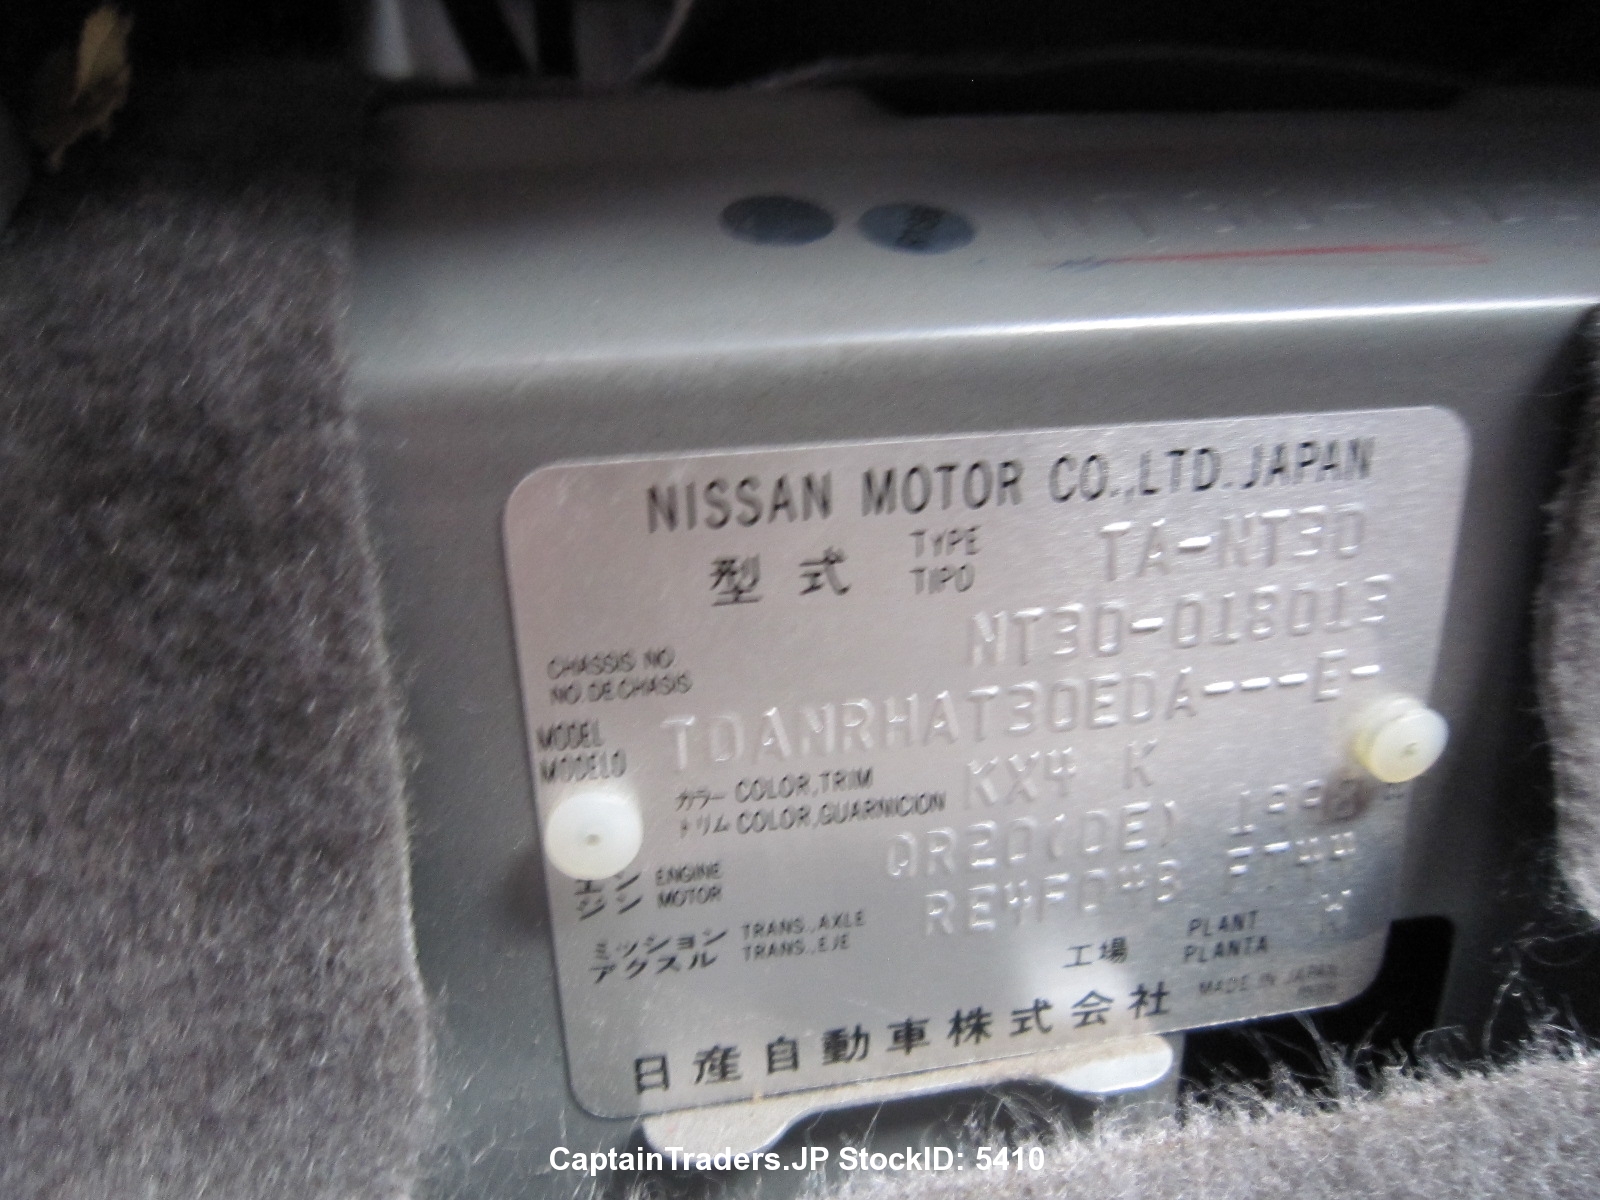 NISSAN MOTOR CO.,LTD. JAPAN
型式 TYPE TIPO TA-NT30
CHASSIS NO. NO. DE CHASIS NT30-018013
MODEL MODELO TDANRHAT30EDA---E-
カラー COLOR,TRIM トリム COLOR,GUARNICION KX4 K
エンジン ENGINE MOTOR QR20(DE) 1998 cc
ミッション TRANS.,AXLE アクスル TRANS.,EJE RE4F04B
工場 PLANT PLANTA
日産自動車株式会社 MADE IN JAPAN
CaptainTraders.JP StockID: 5410